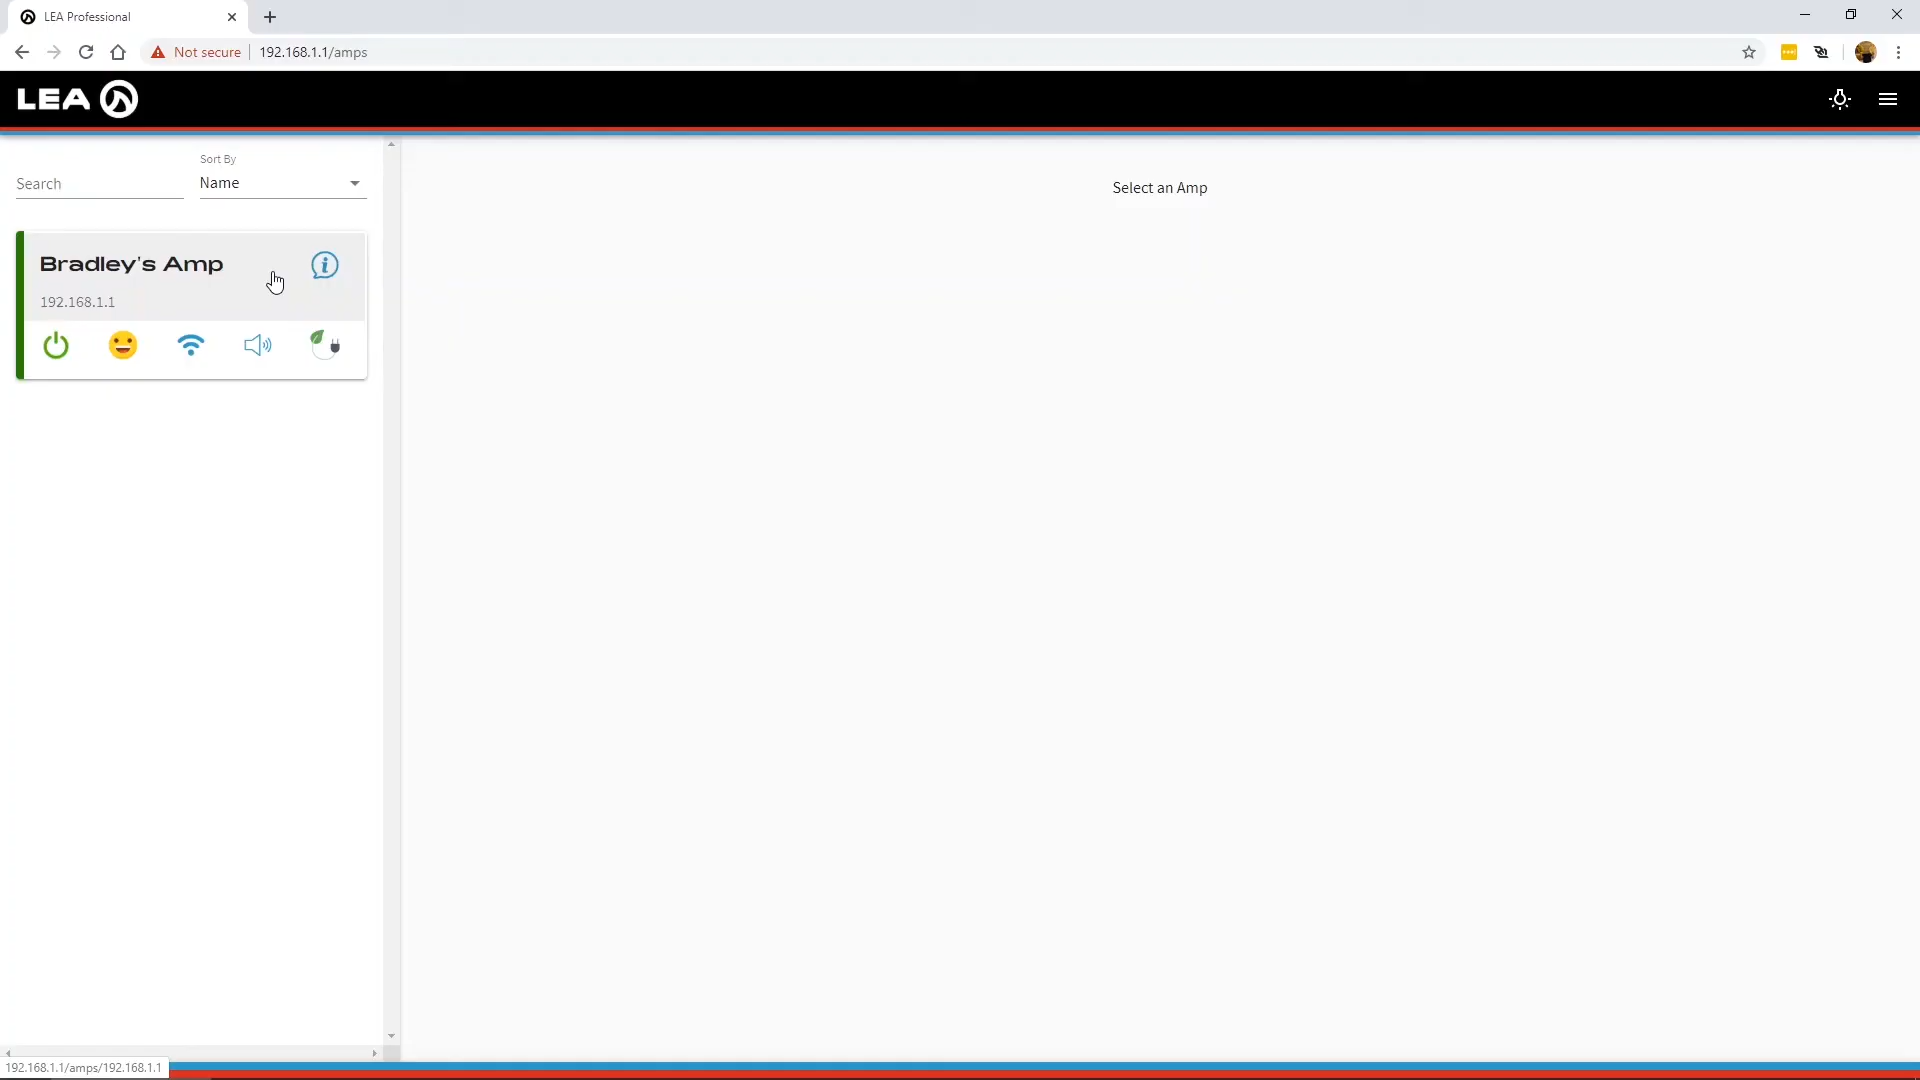 LEA Professional
Not secure
192.168.1.1/amps
LEA
Sort By
Search
Name
Select an Amp
Bradley's Amp
192.168.1.1
192.168.1.1/amps/192.168.1.1